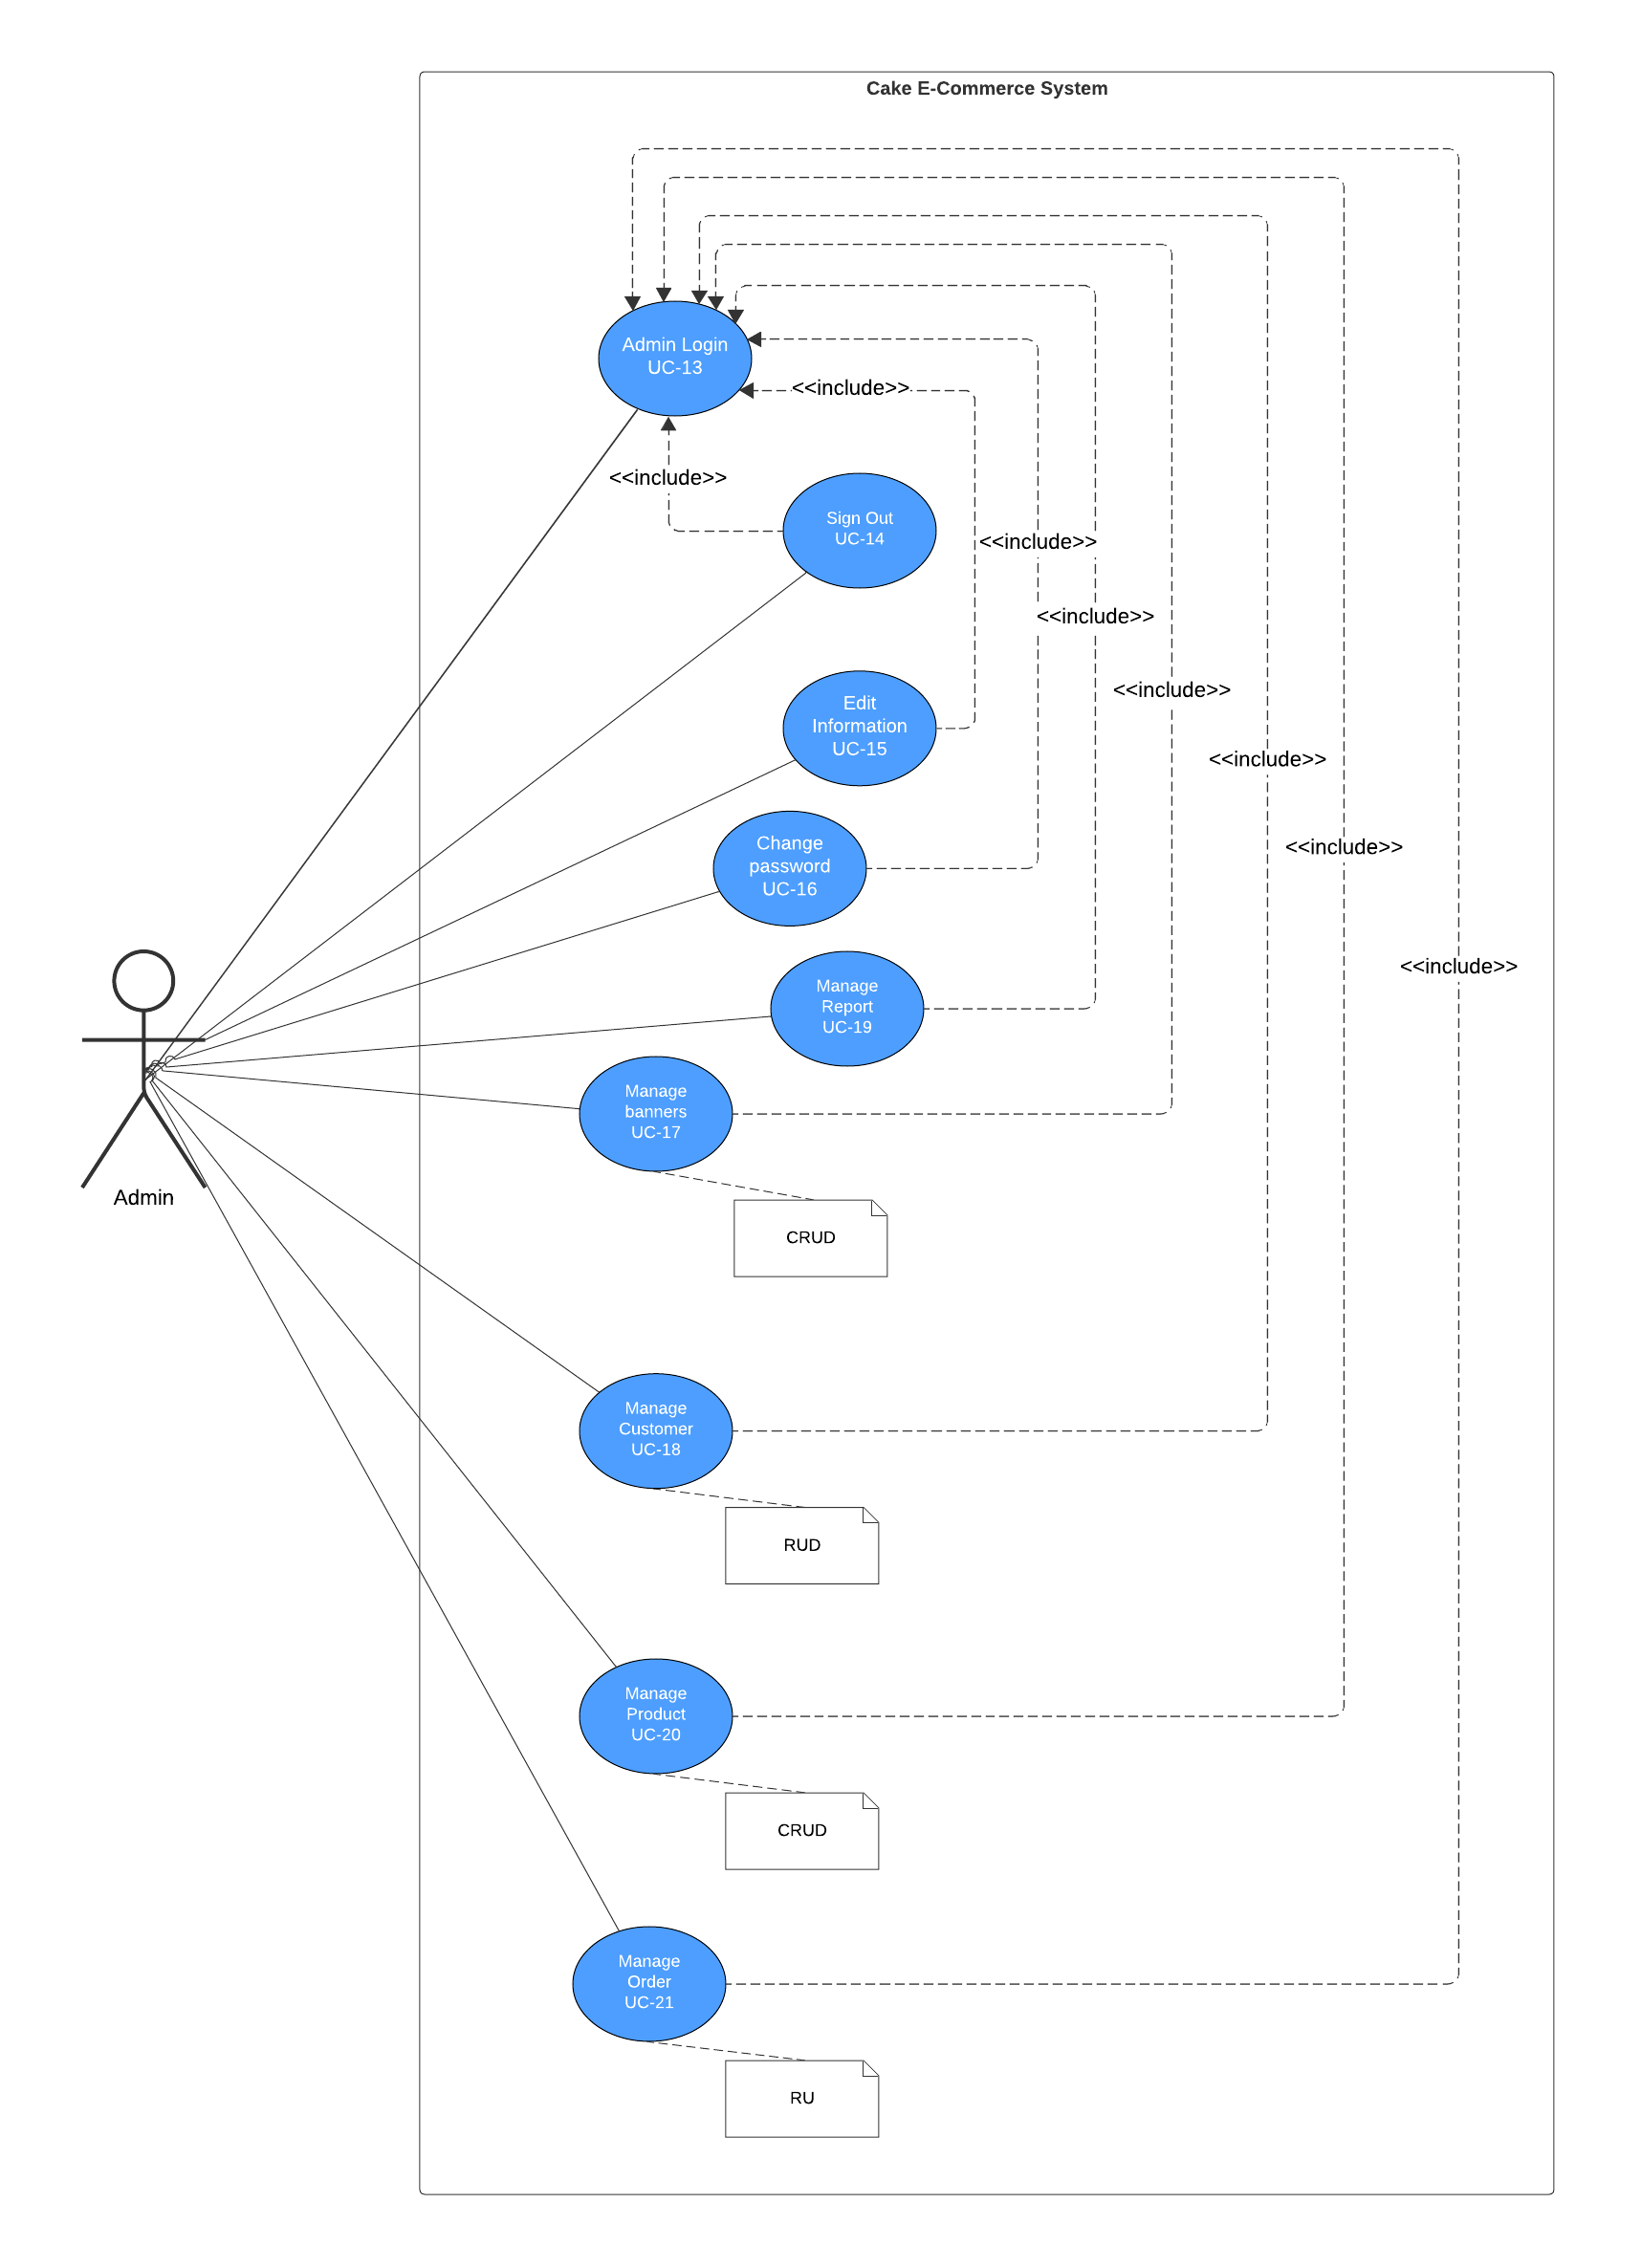 Cake E-Commerce System
Admin Login
UC-13
<<include>>
<<include>>
Sign Out
UC-14
<<include>>
<<include>>
Edit
Information
UC-15
<<include>>
<<include>>
Change
password
UC-16
<<include>>
<<include>>
Manage
Report
UC-19
Manage
banners
UC-17
Admin
CRUD
Manage
Customer
UC-18
RUD
Manage
Product
UC-20
CRUD
Manage
Order
UC-21
RU